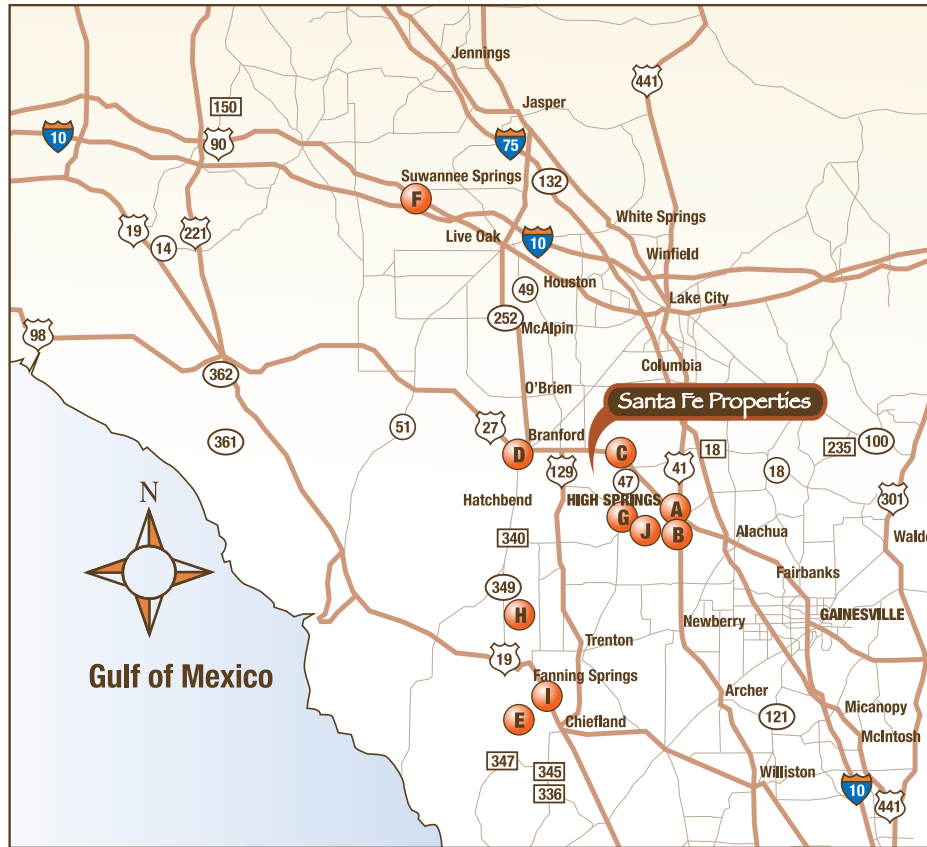 Jennings
441
Jasper
150
10
90
75
Suwannee Springs
132
F
White Springs
19
14
221
Live Oak
10
Winfield
49
Houston
Lake City
252
McAlpin
98
Columbia
362
O'Brien
Santa Fe Properties
51
27
Branford
361
D
C
18
235
100
129
47
41
18
Hatchbend
HIGH SPRINGS
301
N
G
A
J
B
Alachua
Walde
340
Fairbanks
349
H
Newberry
GAINESVILLE
Trenton
19
Gulf of Mexico
Fanning Springs
I
Archer
E
Chiefland
121
Micanopy
McIntosh
347
345
336
Williston
10
441